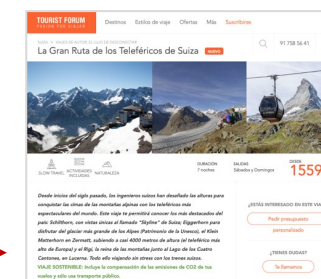 TOURIST FORUM
PASIÓN POR VIAJAR
Destinos Estilos de viaje Ofertas Más Suscribirse
La Gran Ruta de los Teleféricos de Suiza NUEVO
91 758 56 41
SLOW TRAVEL
ACTIVIDADES INCLUIDAS
NATURALEZA
DURACIÓN
7 noches
SALIDAS
Sábados y Domingos
DESDE
1559
Desde inicios del siglo pasado, los ingenieros suizos han desafiado las alturas para
conquistar las cimas de las montañas alpinas con los teleféricos más
espectaculares del mundo. Este viaje te permitirá conocer los más destacados del
país: Schilthorn, con vistas únicas al llamado "Skyline" de Suiza; Eggishorn para
disfrutar del glaciar más grande de los Alpes (Patrimonio de la Unesco), el Klein
Matterhorn en Zermatt, subiendo a casi 4000 metros de altura (el teleférico más
alto de Europa) y el Rigi, la reina de las montañas junto al Lago de los Cuatro
Cantones, en Lucerna. Todo ello viajando sin stress con los trenes suizos.
VIAJE SOSTENIBLE: Incluye la compensación de las emisiones de CO2 de tus
vuelos y sólo usa transporte público.
¿ESTÁS INTERESADO EN ESTE VIA
Pedir presupuesto
personalizado
¿TIENES DUDAS?
Te llamamos